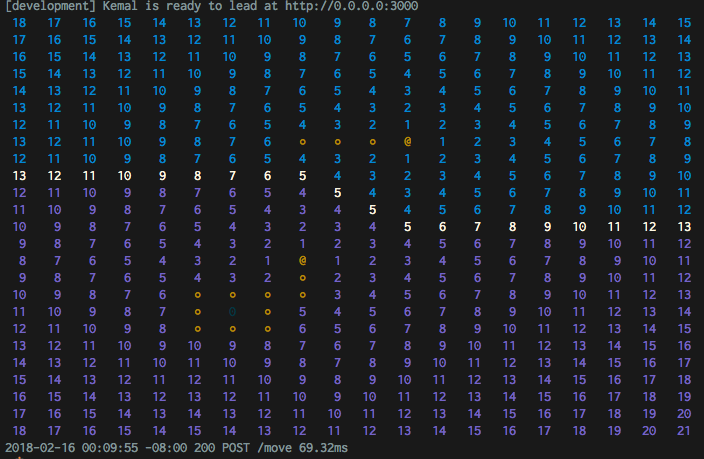 [development] Kemal is ready to lead at http://0.0.0.0:3000
18 17 16 15 14 13 12 11 10 9 8 7 8 9 10 11 12 13 14 15
17 16 15 14 13 12 11 10 9 8 7 6 7 8 9 10 11 12 13 14
16 15 14 13 12 11 10 9 8 7 6 5 6 7 8 9 10 11 12 13
15 14 13 12 11 10 9 8 7 6 5 4 5 6 7 8 9 10 11 12
14 13 12 11 10 9 8 7 6 5 4 3 4 5 6 7 8 9 10 11
13 12 11 10 9 8 7 6 5 4 3 2 3 4 5 6 7 8 9 10
12 11 10 9 8 7 6 5 4 3 2 1 2 3 4 5 6 7 8 9
13 12 11 10 9 8 7 6 o o o @ 1 2 3 4 5 6 7 8
12 11 10 9 8 7 6 5 4 3 2 1 2 3 4 5 6 7 8 9
13 12 11 10 9 8 7 6 5 4 3 2 3 4 5 6 7 8 9 10
12 11 10 9 8 7 6 5 4 5 4 3 4 5 6 7 8 9 10 11
11 10 9 8 7 6 5 4 3 4 5 4 5 6 7 8 9 10 11 12
10 9 8 7 6 5 4 3 2 3 4 5 6 7 8 9 10 11 12 13
9 8 7 6 5 4 3 2 1 2 3 4 5 6 7 8 9 10 11 12
8 7 6 5 4 3 2 1 @ 1 2 3 4 5 6 7 8 9 10 11
9 8 7 6 5 4 3 2 o 2 3 4 5 6 7 8 9 10 11 12
10 9 8 7 6 o o o o 3 4 5 6 7 8 9 10 11 12 13
11 10 9 8 7 o 0 o 5 4 5 6 7 8 9 10 11 12 13 14
12 11 10 9 8 o o o 6 5 6 7 8 9 10 11 12 13 14 15
13 12 11 10 9 10 9 8 7 6 7 8 9 10 11 12 13 14 15 16
14 13 12 11 10 11 10 9 8 7 8 9 10 11 12 13 14 15 16 17
15 14 13 12 11 12 11 10 9 8 9 10 11 12 13 14 15 16 17 18
16 15 14 13 12 13 12 11 10 9 10 11 12 13 14 15 16 17 18 19
17 16 15 14 13 14 13 12 11 10 11 12 13 14 15 16 17 18 19 20
18 17 16 15 14 15 14 13 12 11 12 13 14 15 16 17 18 19 20 21
2018-02-16 00:09:55 -08:00 200 POST /move 69.32ms